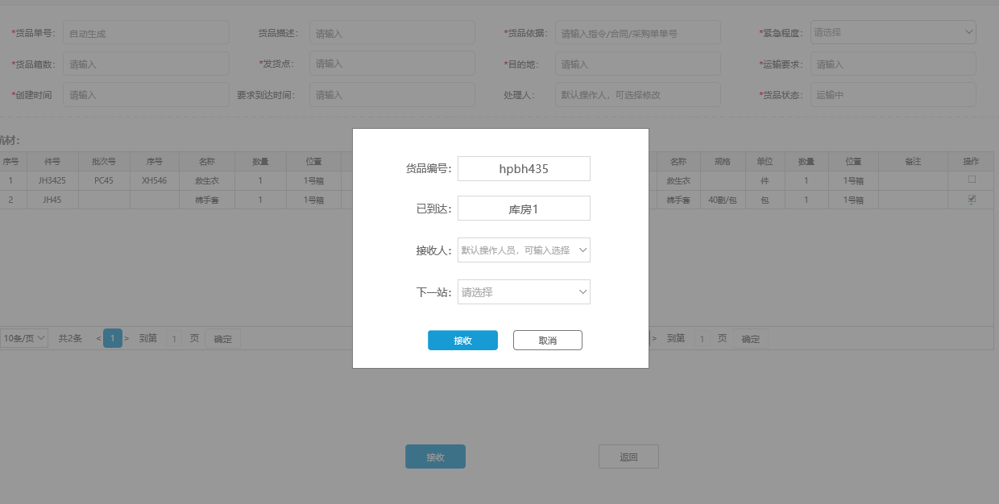 *货品单号: 自动生成 货品描述: 请输入 *货品依据: 请输入指令/合同/采购单单号 *紧急程度: 请选择
*货品箱数: 请输入 *发货点: 请输入 *目的地: 请输入 *运输要求: 请输入
*创建时间 请输入 要求到达时间: 请输入 处理人: 默认操作人，可选择修改 *货品状态: 运输中
航材:
序号 件号 批次号 序号 名称 数量 位置 名称 规格 单位 数量 位置 备注 操作
1 JH3425 PC45 XH546 救生衣 1 1号箱 救生衣 件 1 1号箱
2 JH45 棉手套 1 1号箱 棉手套 40副/包 包 1 1号箱
货品编号: hpbh435
已到达: 库房1
接收人: 默认操作人员，可输入选择
下一站: 请选择
接收 取消
10条/页 共2条 < 1 > 到第 1 页 确定 > 到第 1 页 确定
接收 返回